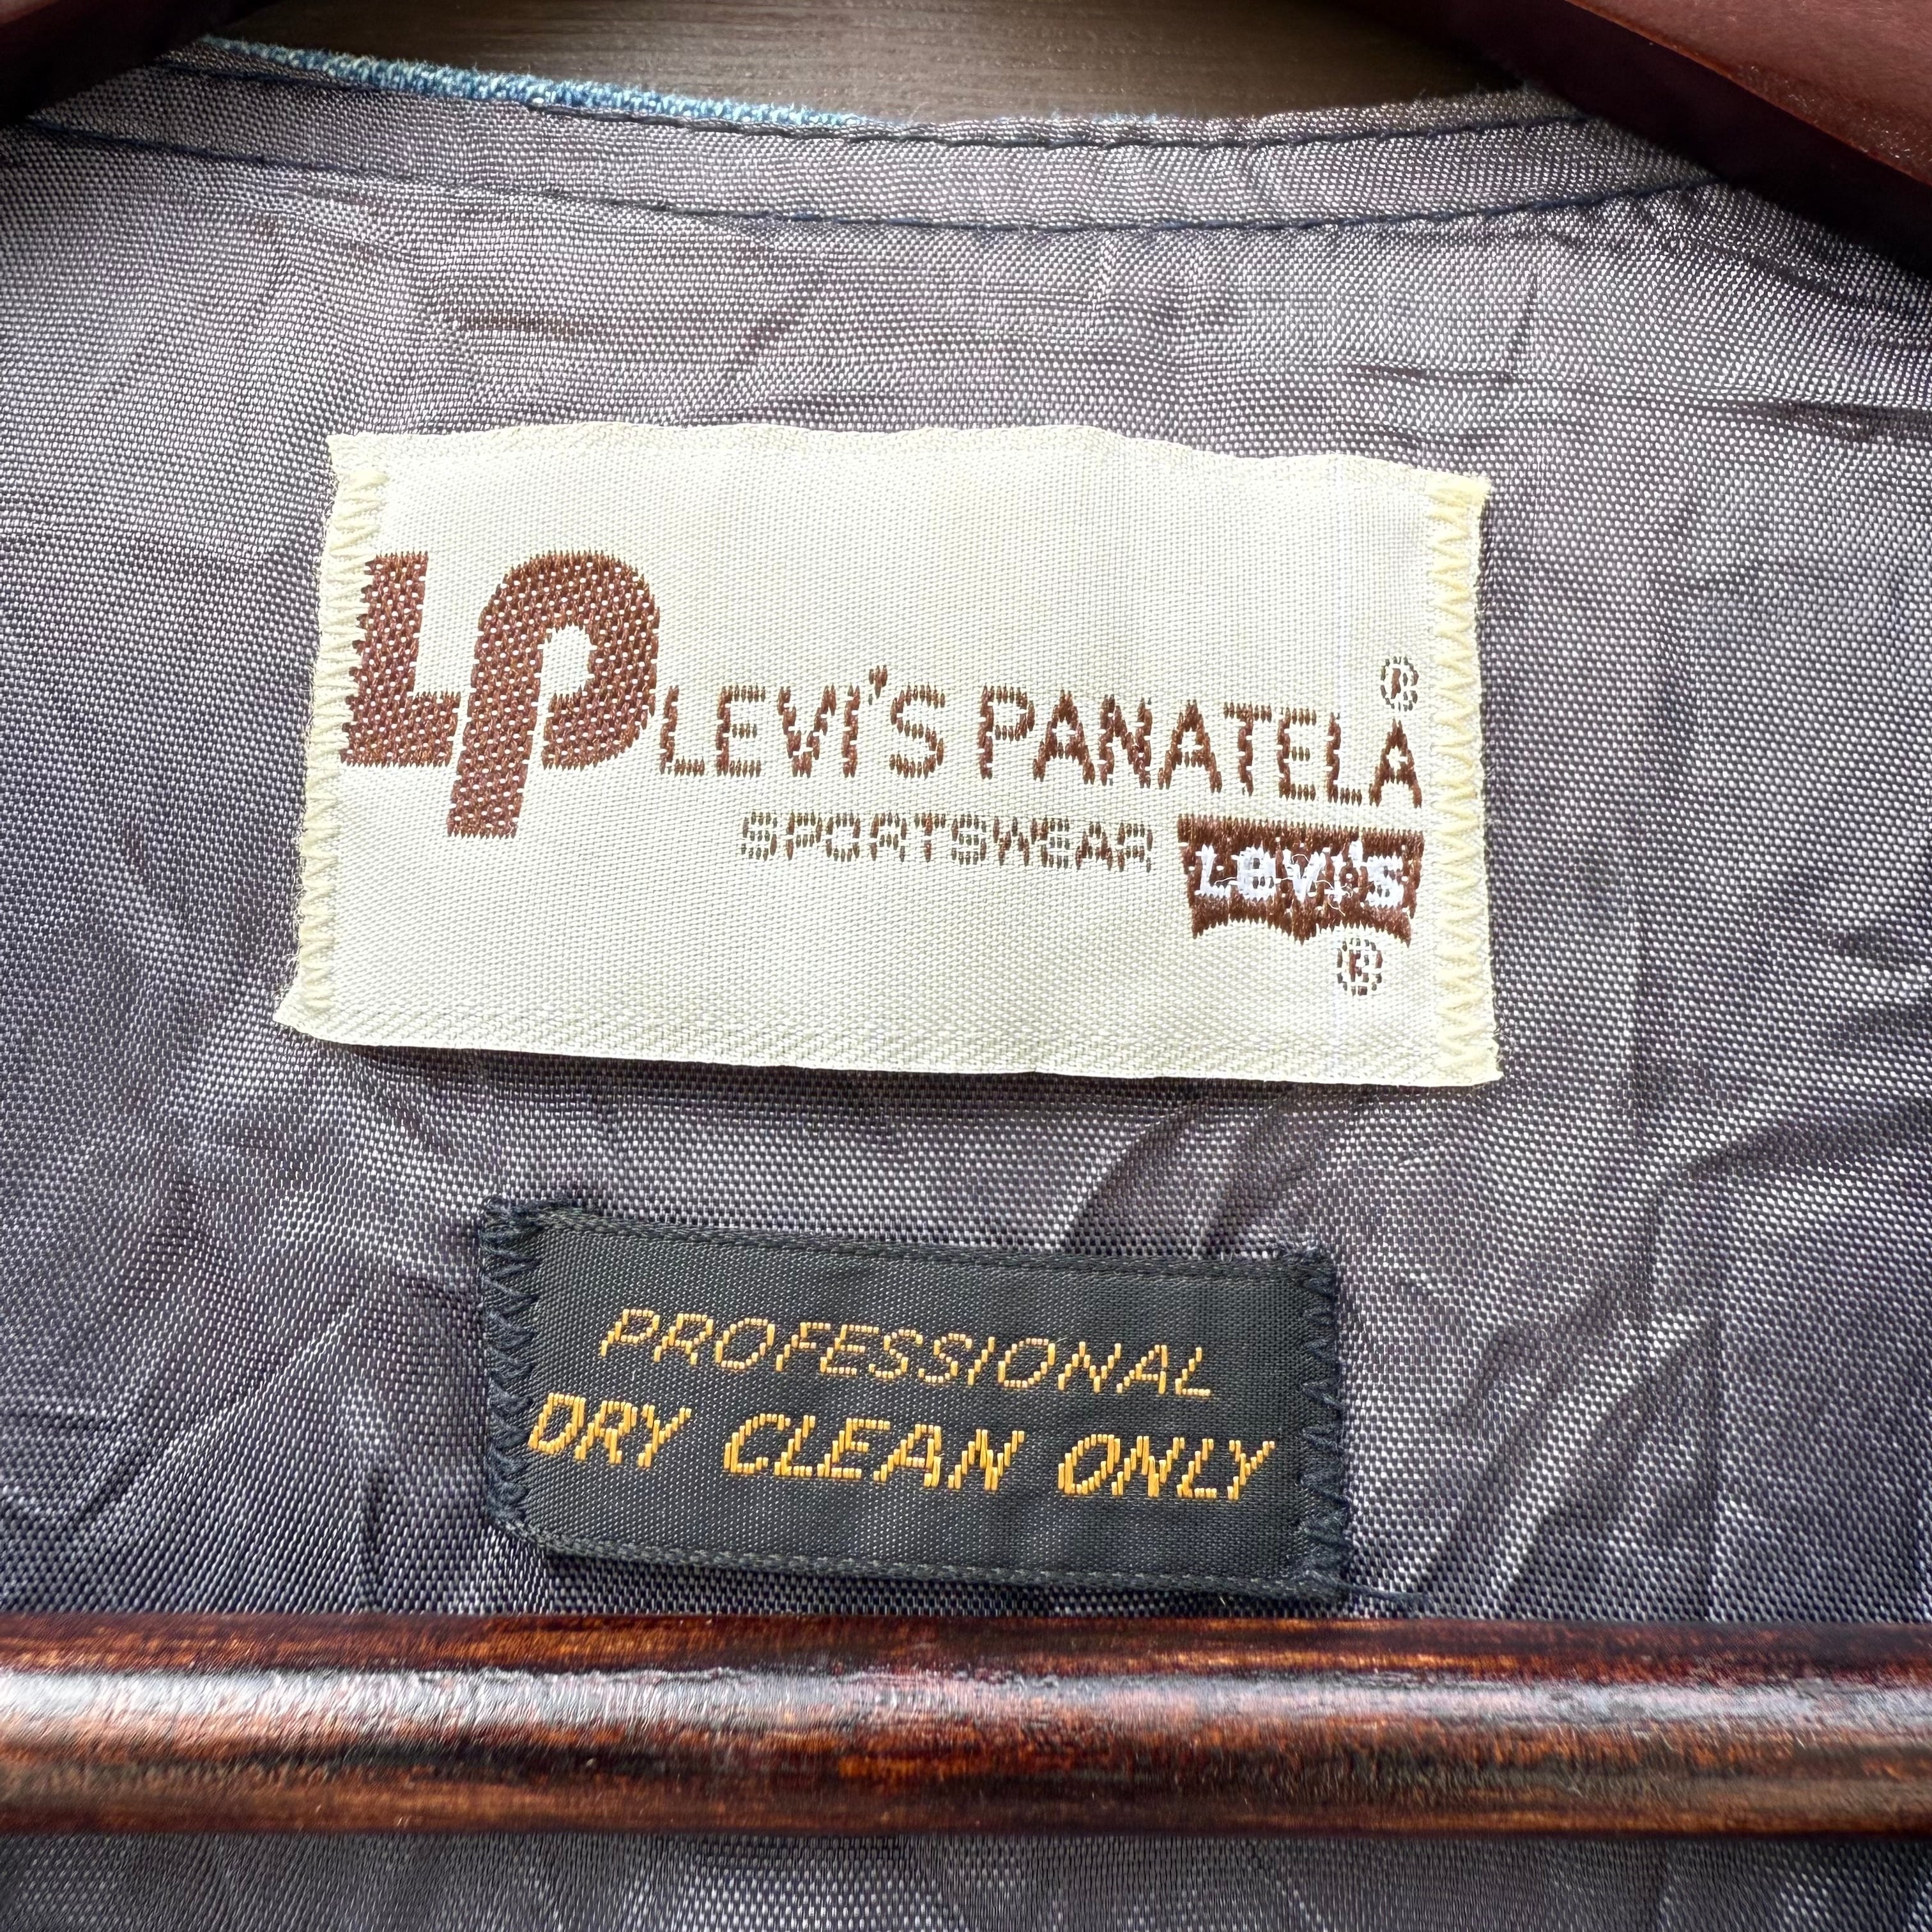 LP LEVI'S PANATELA ®
SPORTSWEAR LEVI'S
®
PROFESSIONAL
DRY CLEAN ONLY